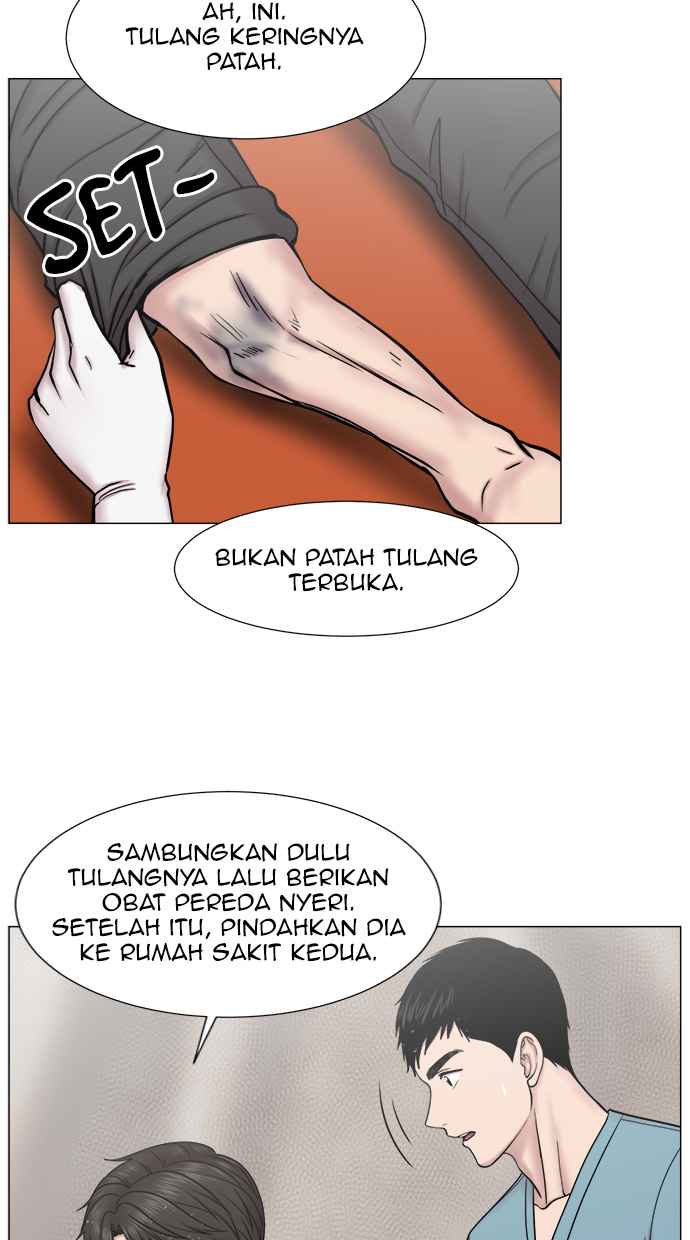 AH, INI.
TULANG KERINGNYA
PATAH.
SET-
BUKAN PATAH TULANG
TERBUKA.
SAMBUNGKAN DULU
TULANGNYA LALU BERIKAN
OBAT PEREDA NYERI.
SETELAH ITU, PINDAHKAN DIA
KE RUMAH SAKIT KEDUA.